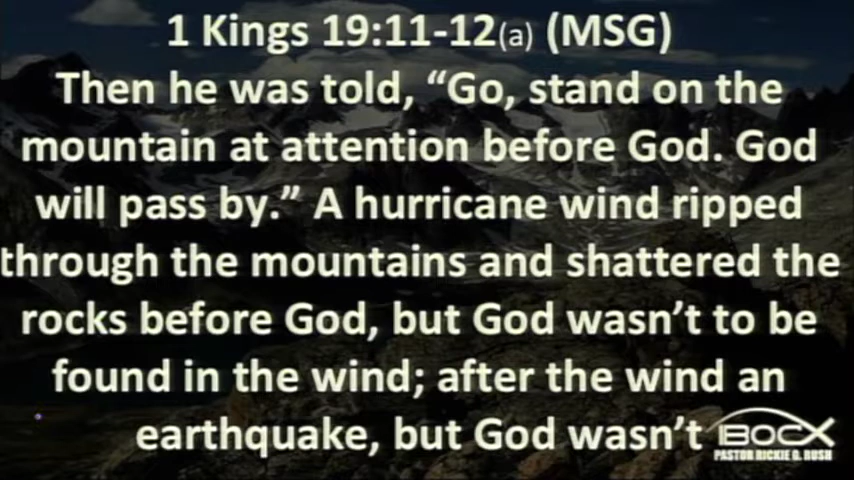 1 Kings 19:11-12(a) (MSG)
Then he was told, “Go, stand on the
mountain at attention before God. God
will pass by.” A hurricane wind ripped
through the mountains and shattered the
rocks before God, but God wasn’t to be
found in the wind; after the wind an
earthquake, but God wasn’t
IBOCX
PASTOR RICKIE G. RUSH